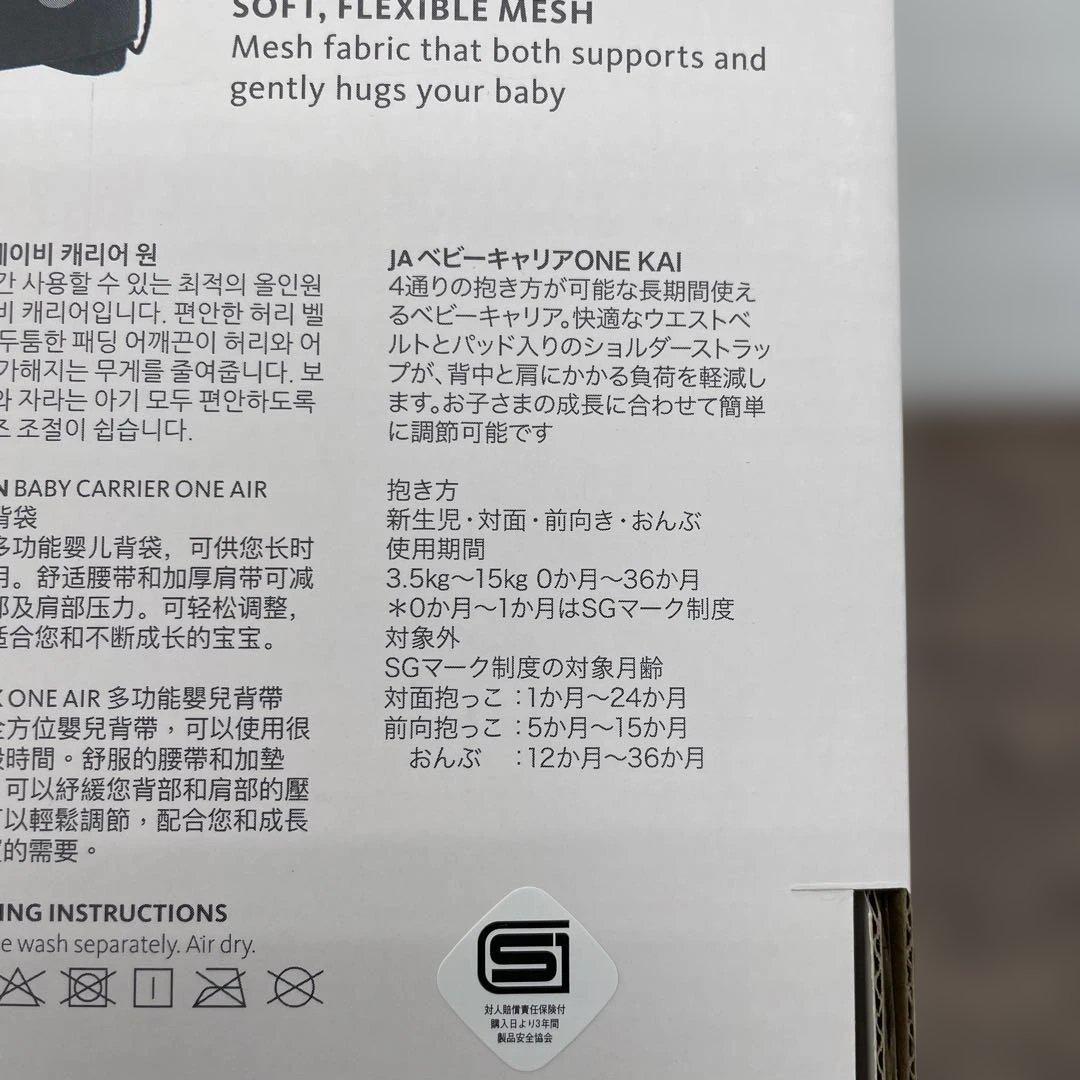 SOFT, FLEXIBLE MESH
Mesh fabric that both supports and
gently hugs your baby
베이비 캐리어 원
간 사용할 수 있는 최적의 올인원
비 캐리어입니다. 편안한 허리 벨
두툼한 패딩 어깨끈이 허리와 어
가해지는 무게를 줄여줍니다. 보
와 자라는 아기 모두 편안하도록
즈 조절이 쉽습니다.
N BABY CARRIER ONE AIR
背袋
多功能婴儿背袋，可供您长时
用。舒适腰带和加厚肩带可减
部及肩部压力。可轻松调整，
适合您和不断成长的宝宝。
ONE AIR 多功能嬰兒背帶
全方位嬰兒背帶，可以使用很
段時間。舒服的腰帶和加墊
可以紓緩您背部和肩部的壓
可以輕鬆調節，配合您和成長
的需要。
ING INSTRUCTIONS
e wash separately. Air dry.
JA ベビーキャリアONE KAI
4通りの抱き方が可能な長期間使え
るベビーキャリア。快適なウエストベ
ルトとパッド入りのショルダーストラッ
プが、背中と肩にかかる負荷を軽減し
ます。お子さまの成長に合わせて簡単
に調節可能です
抱き方
新生児・対面・前向き・おんぶ
使用期間
3.5kg〜15kg 0か月〜36か月
＊0か月〜1か月はSGマーク制度
対象外
SGマーク制度の対象月齢
対面抱っこ：1か月〜24か月
前向抱っこ：5か月〜15か月
おんぶ ：12か月〜36か月
SG
対人賠償責任保険付
購入日より3年間
製品安全協会